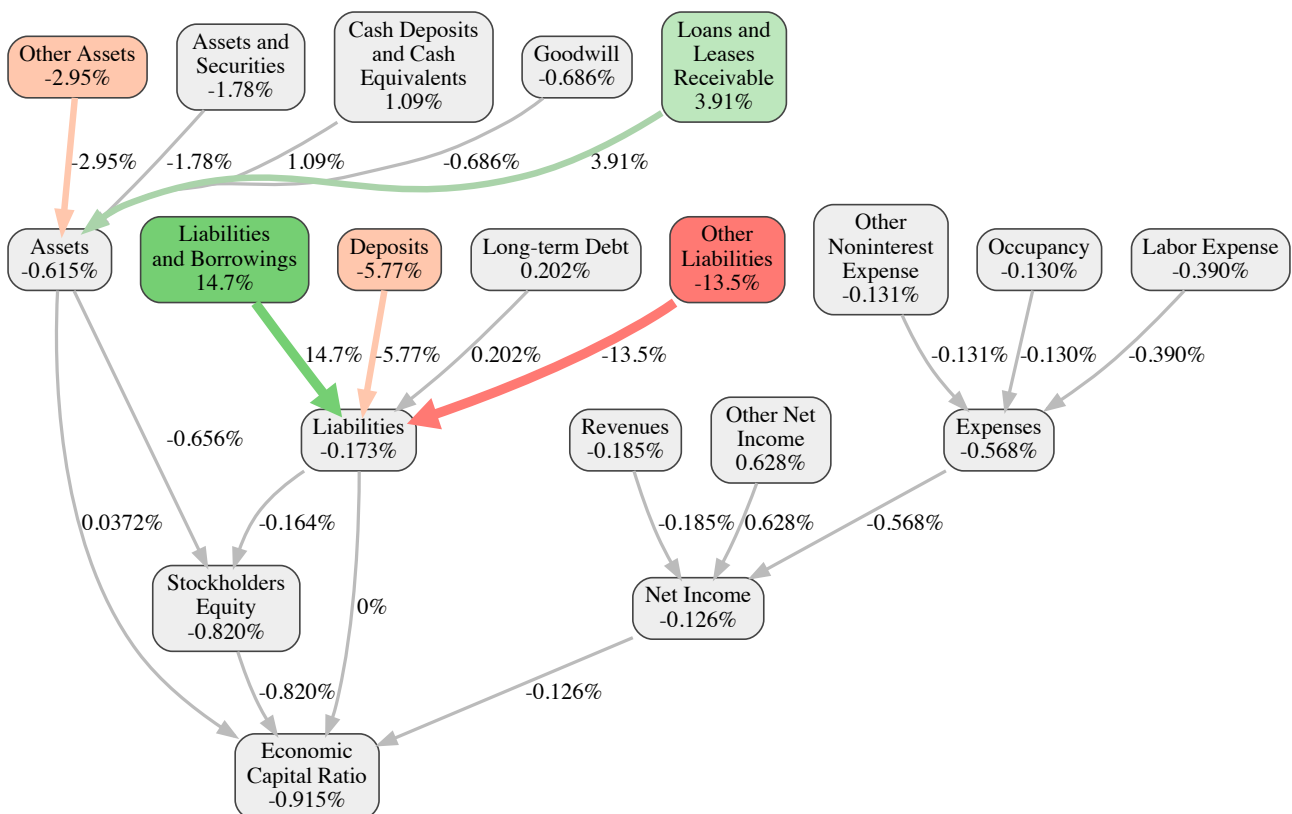 Other Assets
-2.95%
Assets and
Securities
-1.78%
Cash Deposits
and Cash
Equivalents
1.09%
Goodwill
-0.686%
Loans and
Leases
Receivable
3.91%
-2.95%
-1.78%
1.09%
-0.686%
3.91%
Assets
-0.615%
Liabilities
and Borrowings
14.7%
Deposits
-5.77%
Long-term Debt
0.202%
Other
Liabilities
-13.5%
Other
Noninterest
Expense
-0.131%
Occupancy
-0.130%
Labor Expense
-0.390%
14.7%
-5.77%
0.202%
-13.5%
-0.131%
-0.130%
-0.390%
-0.656%
Liabilities
-0.173%
Revenues
-0.185%
Other Net
Income
0.628%
Expenses
-0.568%
0.0372%
-0.164%
-0.185%
0.628%
-0.568%
Stockholders
Equity
-0.820%
0%
Net Income
-0.126%
-0.820%
-0.126%
Economic
Capital Ratio
-0.915%